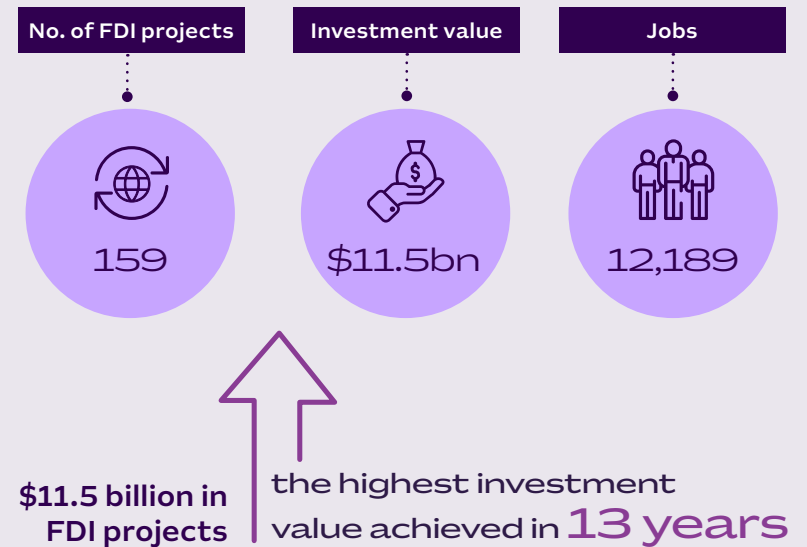 No. of FDI projects
Investment value
Jobs
$
159
$11.5bn
12,189
$11.5 billion in
FDI projects
the highest investment
value achieved in 13 years